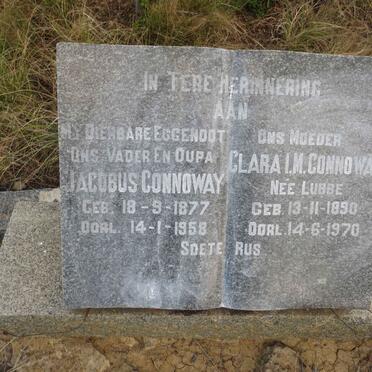 IN TERE HERINNERING
AAN
MY DIERBARE EGGENOOT
ONS VADER EN OUPA
JACOBUS CONNOWAY
GEB. 18-9-1877
OORL. 14-1-1958
ONS MOEDER
CLARA I.M. CONNOWAY
NEE LUBBE
GEB. 13-11-1890
OORL 14-6-1970
SOETE RUS